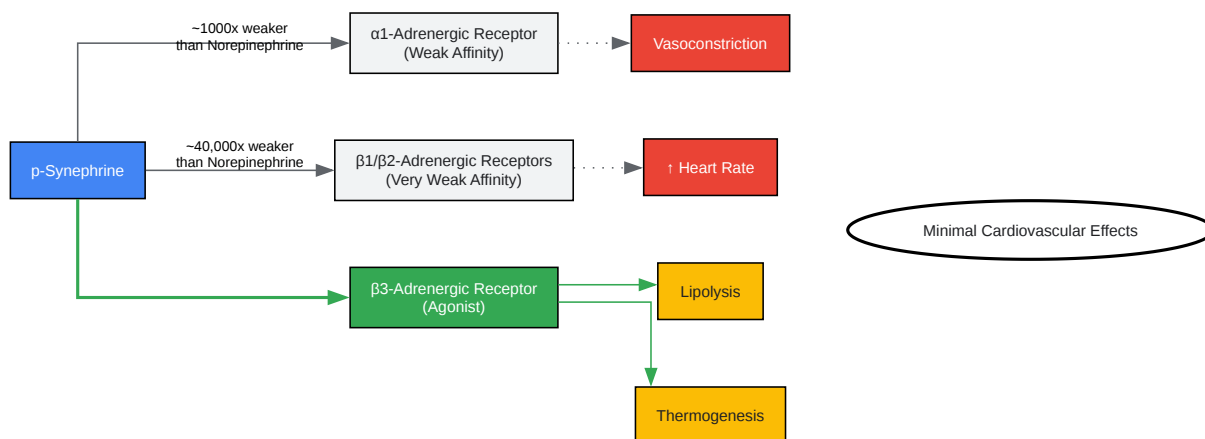 ~1000x weaker
than Norepinephrine
α1-Adrenergic Receptor
(Weak Affinity)
Vasoconstriction
p-Synephrine
~40,000x weaker
than Norepinephrine
β1/β2-Adrenergic Receptors
(Very Weak Affinity)
↑ Heart Rate
Minimal Cardiovascular Effects
β3-Adrenergic Receptor
(Agonist)
Lipolysis
Thermogenesis